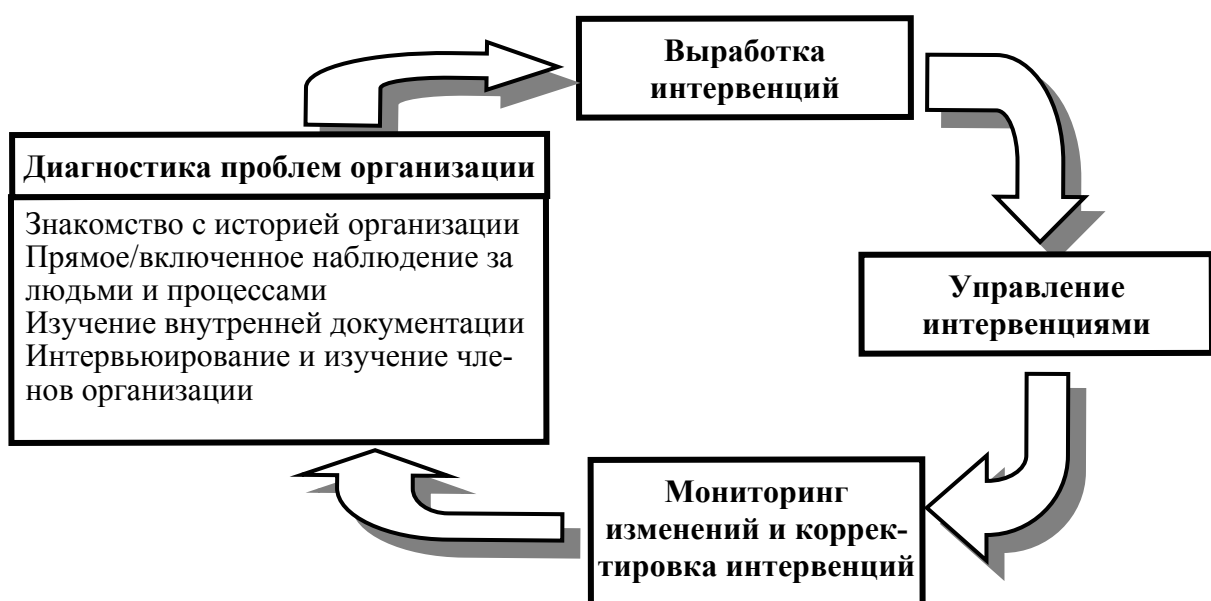 Выработка
интервенций
Диагностика проблем организации
Знакомство с историей организации
Прямое/включенное наблюдение за
людьми и процессами
Изучение внутренней документации
Интервьюирование и изучение чле-
нов организации
Управление
интервенциями
Мониторинг
изменений и коррек-
тировка интервенций